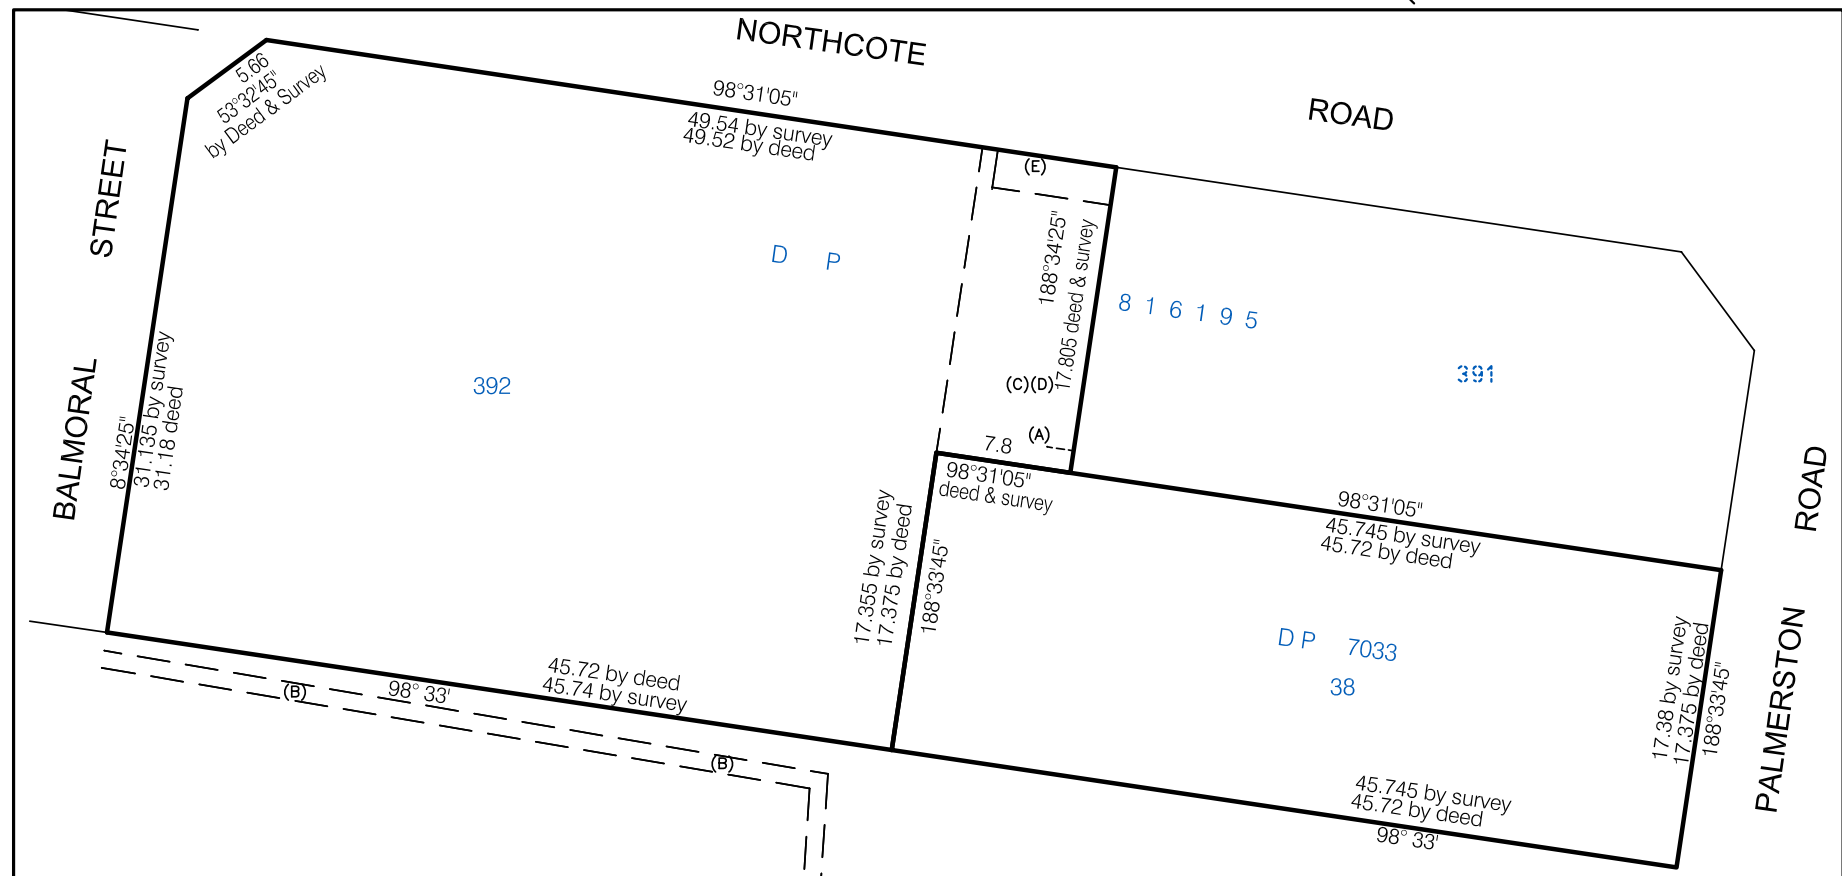 NORTHCOTE
ROAD
5.66
53°32'45"
by Deed & Survey
98°31'05"
49.54 by survey
49.52 by deed
(E)
STREET
BALMORAL
8°34'25"
31.135 by survey
31.18 deed
D P
188°34'25"
17.805 deed & survey
8 1 6 1 9 5
392
391
(C)(D)
(A)
7.8
98°31'05"
deed & survey
98°31'05"
45.745 by survey
45.72 by deed
ROAD
PALMERSTON
17.355 by survey
17.375 by deed
188°33'45"
D P 7033
38
17.38 by survey
17.375 by deed
188°33'45"
45.72 by deed
45.74 by survey
98° 33'
(B)
(B)
45.745 by survey
45.72 by deed
98° 33'